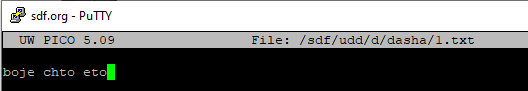 sdf.org - PuTTY
UW PICO 5.09 File: /sdf/udd/d/dasha/1.txt
boje chto eto